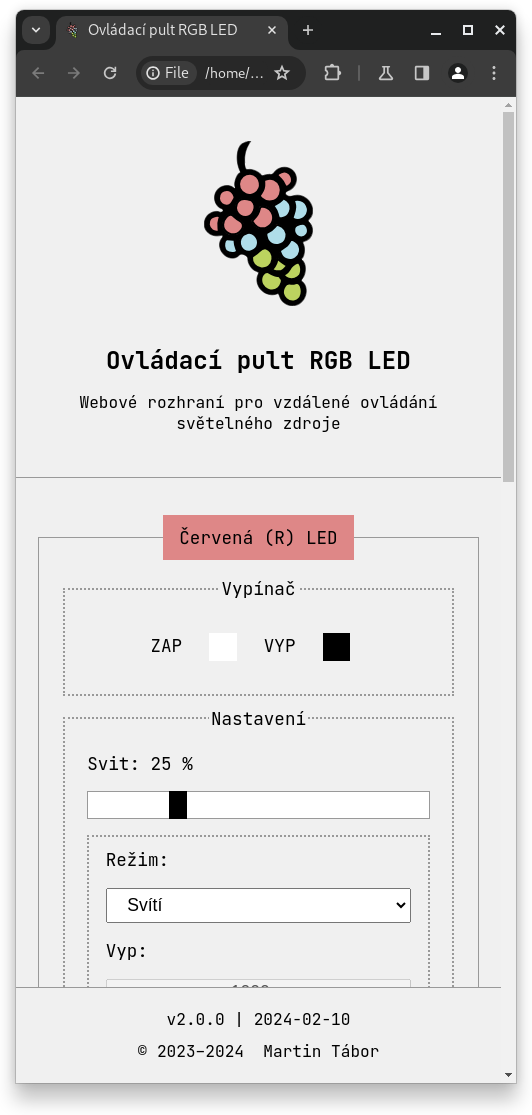 Ovládací pult RGB LED
File /home/...
Ovládací pult RGB LED
Webové rozhraní pro vzdálené ovládání
světelného zdroje
Červená (R) LED
Vypínač
ZAP VYP
Nastavení
Svit: 25 %
Režim:
Svítí
Vyp:
v2.0.0 | 2024-02-10
© 2023–2024 Martin Tábor